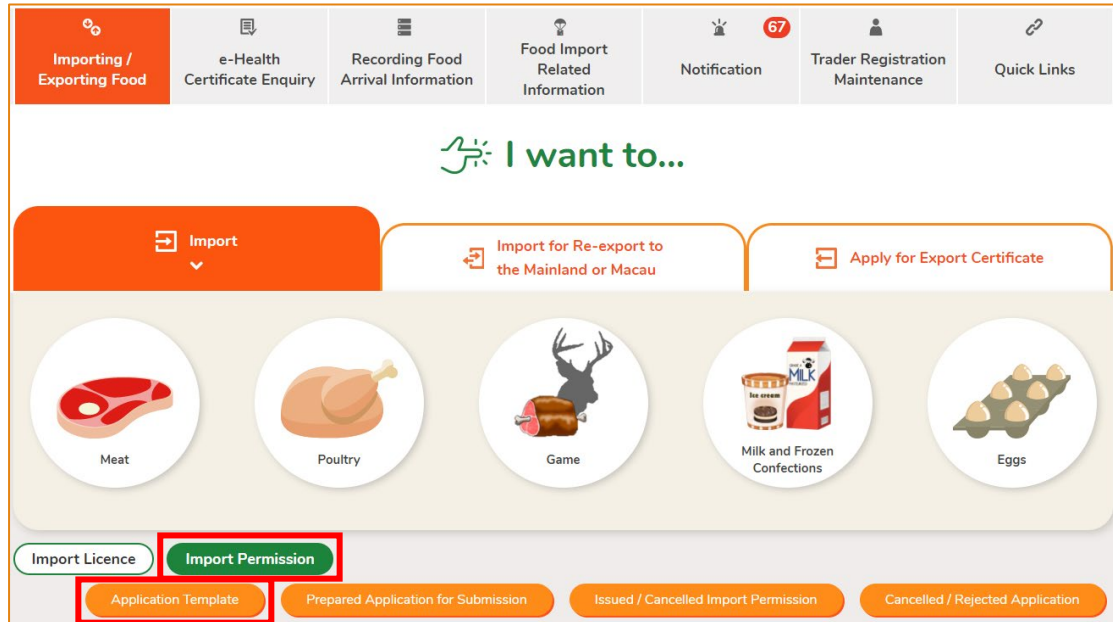 Importing /
Exporting Food
e-Health
Certificate Enquiry
Recording Food
Arrival Information
Food Import
Related
Information
67
Notification
Trader Registration
Maintenance
Quick Links
I want to...
Import
Import for Re-export to
the Mainland or Macau
Apply for Export Certificate
Meat
Poultry
Game
Ice cream
MILK
Milk and Frozen
Confections
Eggs
Import Licence
Import Permission
Application Template
Prepared Application for Submission
Issued / Cancelled Import Permission
Cancelled / Rejected Application